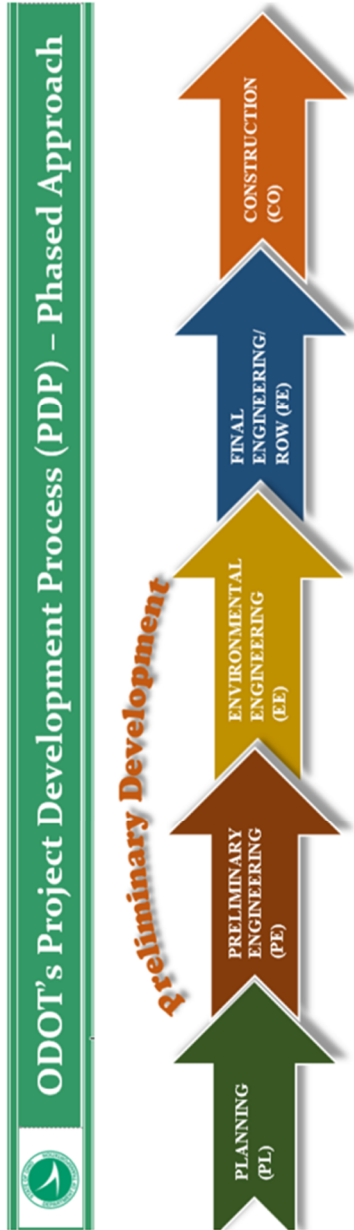 ODOT's Project Development Process (PDP) – Phased Approach
Preliminary Development
PLANNING
(PL)
PRELIMINARY
ENGINEERING
(PE)
ENVIRONMENTAL
ENGINEERING
(EE)
FINAL
ENGINEERING/
ROW (FE)
CONSTRUCTION
(CO)